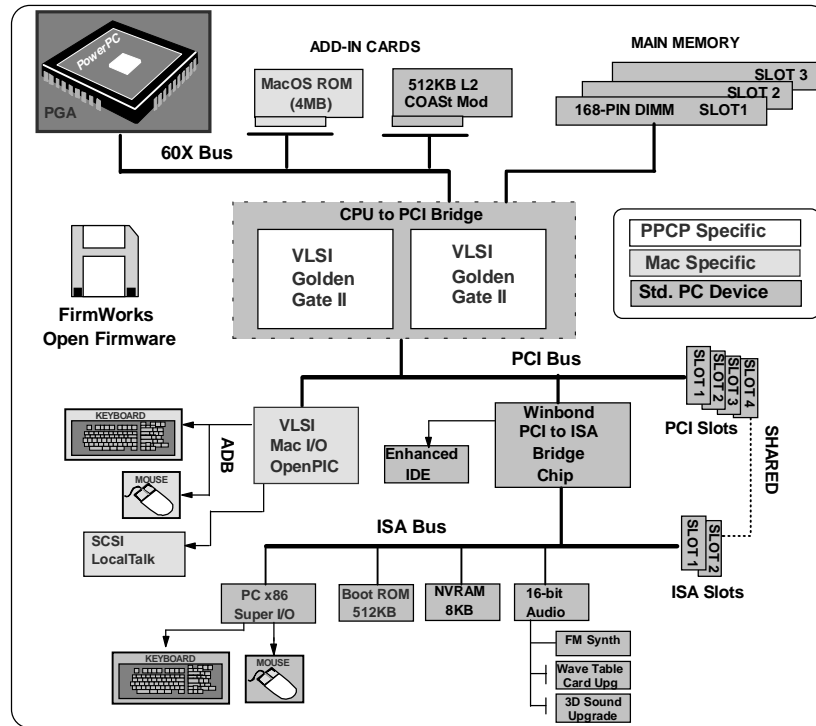 PowerPC
PGA
ADD-IN CARDS
MacOS ROM
(4MB)
512KB L2
COASt Mod
MAIN MEMORY
SLOT 3
SLOT 2
168-PIN DIMM SLOT1
60X Bus
CPU to PCI Bridge
VLSI
Golden
Gate II
VLSI
Golden
Gate II
PPCP Specific
Mac Specific
Std. PC Device
FirmWorks
Open Firmware
PCI Bus
SLOT 1
SLOT 2
SLOT 3
SLOT 4
PCI Slots
KEYBOARD
ADB
MOUSE
VLSI
Mac I/O
OpenPIC
Enhanced
IDE
Winbond
PCI to ISA
Bridge
Chip
SHARED
SCSI
LocalTalk
ISA Bus
SLOT 1
SLOT 2
ISA Slots
PC x86
Super I/O
Boot ROM
512KB
NVRAM
8KB
16-bit
Audio
KEYBOARD
MOUSE
FM Synth
Wave Table
Card Upg
3D Sound
Upgrade